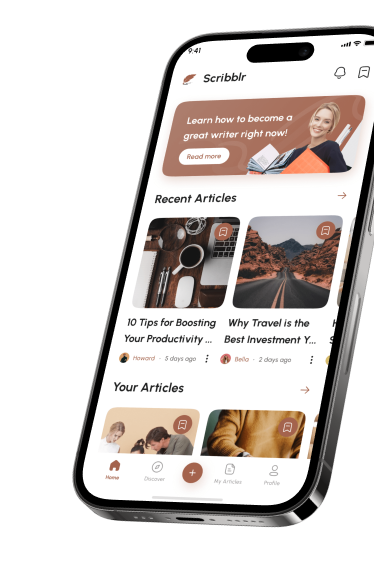 9:41
Scribblr
Learn how to become a
great writer right now!
Read more
Recent Articles
10 Tips for Boosting
Your Productivity ...
Howard · 5 days ago
Why Travel is the
Best Investment Y...
Bella · 2 days ago
H
S
Your Articles
Home
Discover
My Articles
Profile